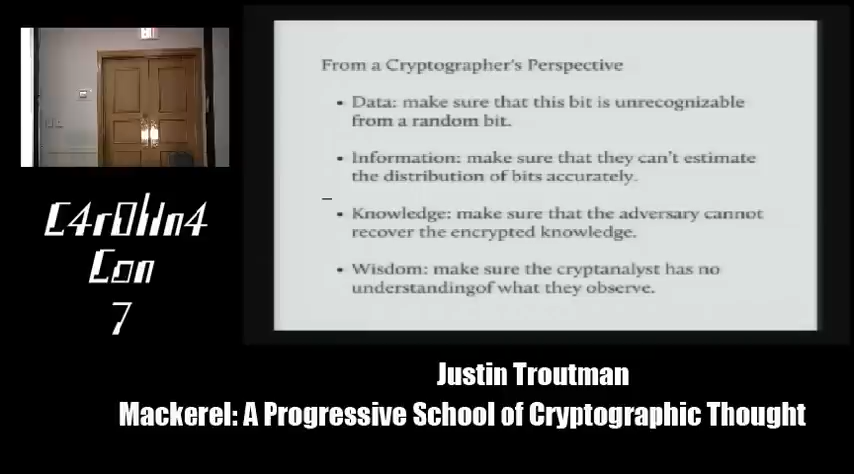 C4r0l1n4
Con
7
From a Cryptographer's Perspective
• Data: make sure that this bit is unrecognizable
from a random bit.
• Information: make sure that they can't estimate
the distribution of bits accurately.
• Knowledge: make sure that the adversary cannot
recover the encrypted knowledge.
• Wisdom: make sure the cryptanalyst has no
understandingof what they observe.
Justin Troutman
Mackerel: A Progressive School of Cryptographic Thought